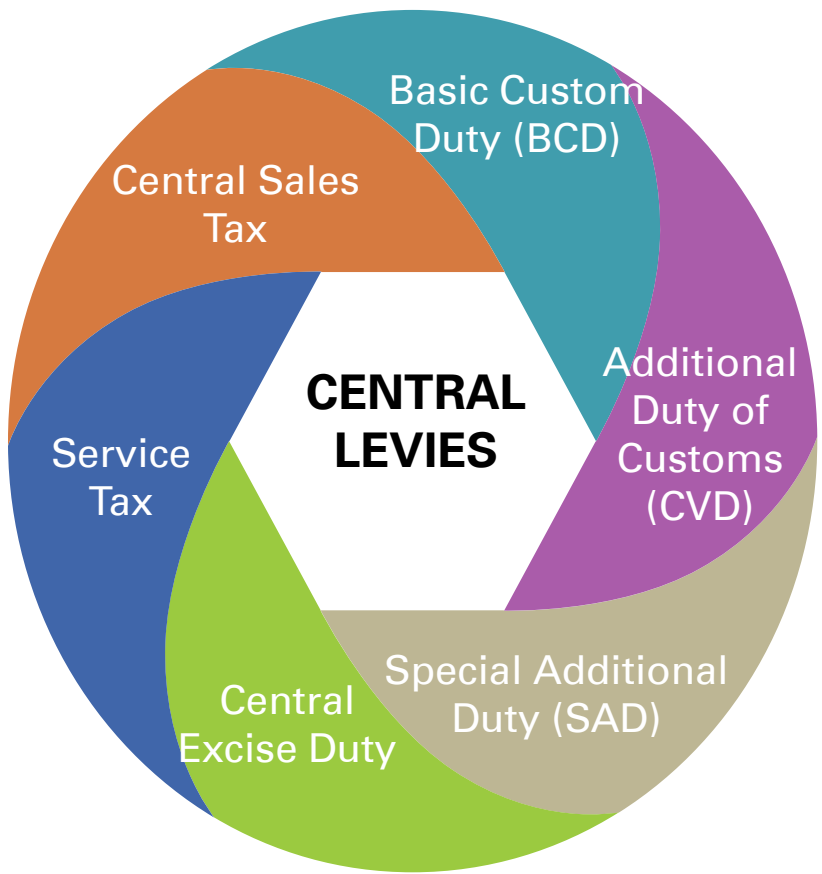 Basic Custom
Duty (BCD)
Central Sales
Tax
Additional
Duty of
Customs
(CVD)
CENTRAL
LEVIES
Service
Tax
Special Additional
Duty (SAD)
Central
Excise Duty